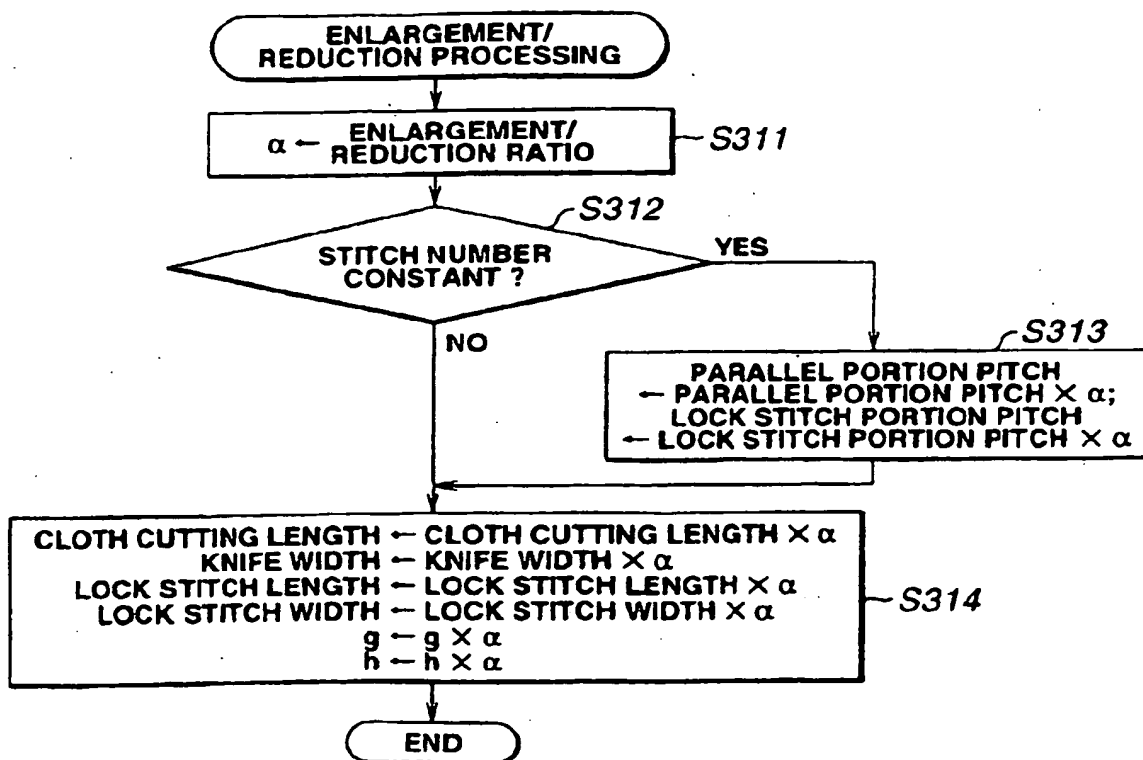 ENLARGEMENT/
REDUCTION PROCESSING
ENLARGEMENT/
α ← REDUCTION RATIO
S311
S312
STITCH NUMBER
CONSTANT ?
YES
NO
S313
PARALLEL PORTION PITCH
← PARALLEL PORTION PITCH × α;
LOCK STITCH PORTION PITCH
← LOCK STITCH PORTION PITCH × α
CLOTH CUTTING LENGTH ← CLOTH CUTTING LENGTH × α
KNIFE WIDTH ← KNIFE WIDTH × α
LOCK STITCH LENGTH ← LOCK STITCH LENGTH × α
LOCK STITCH WIDTH ← LOCK STITCH WIDTH × α
g ← g × α
h ← h × α
S314
END